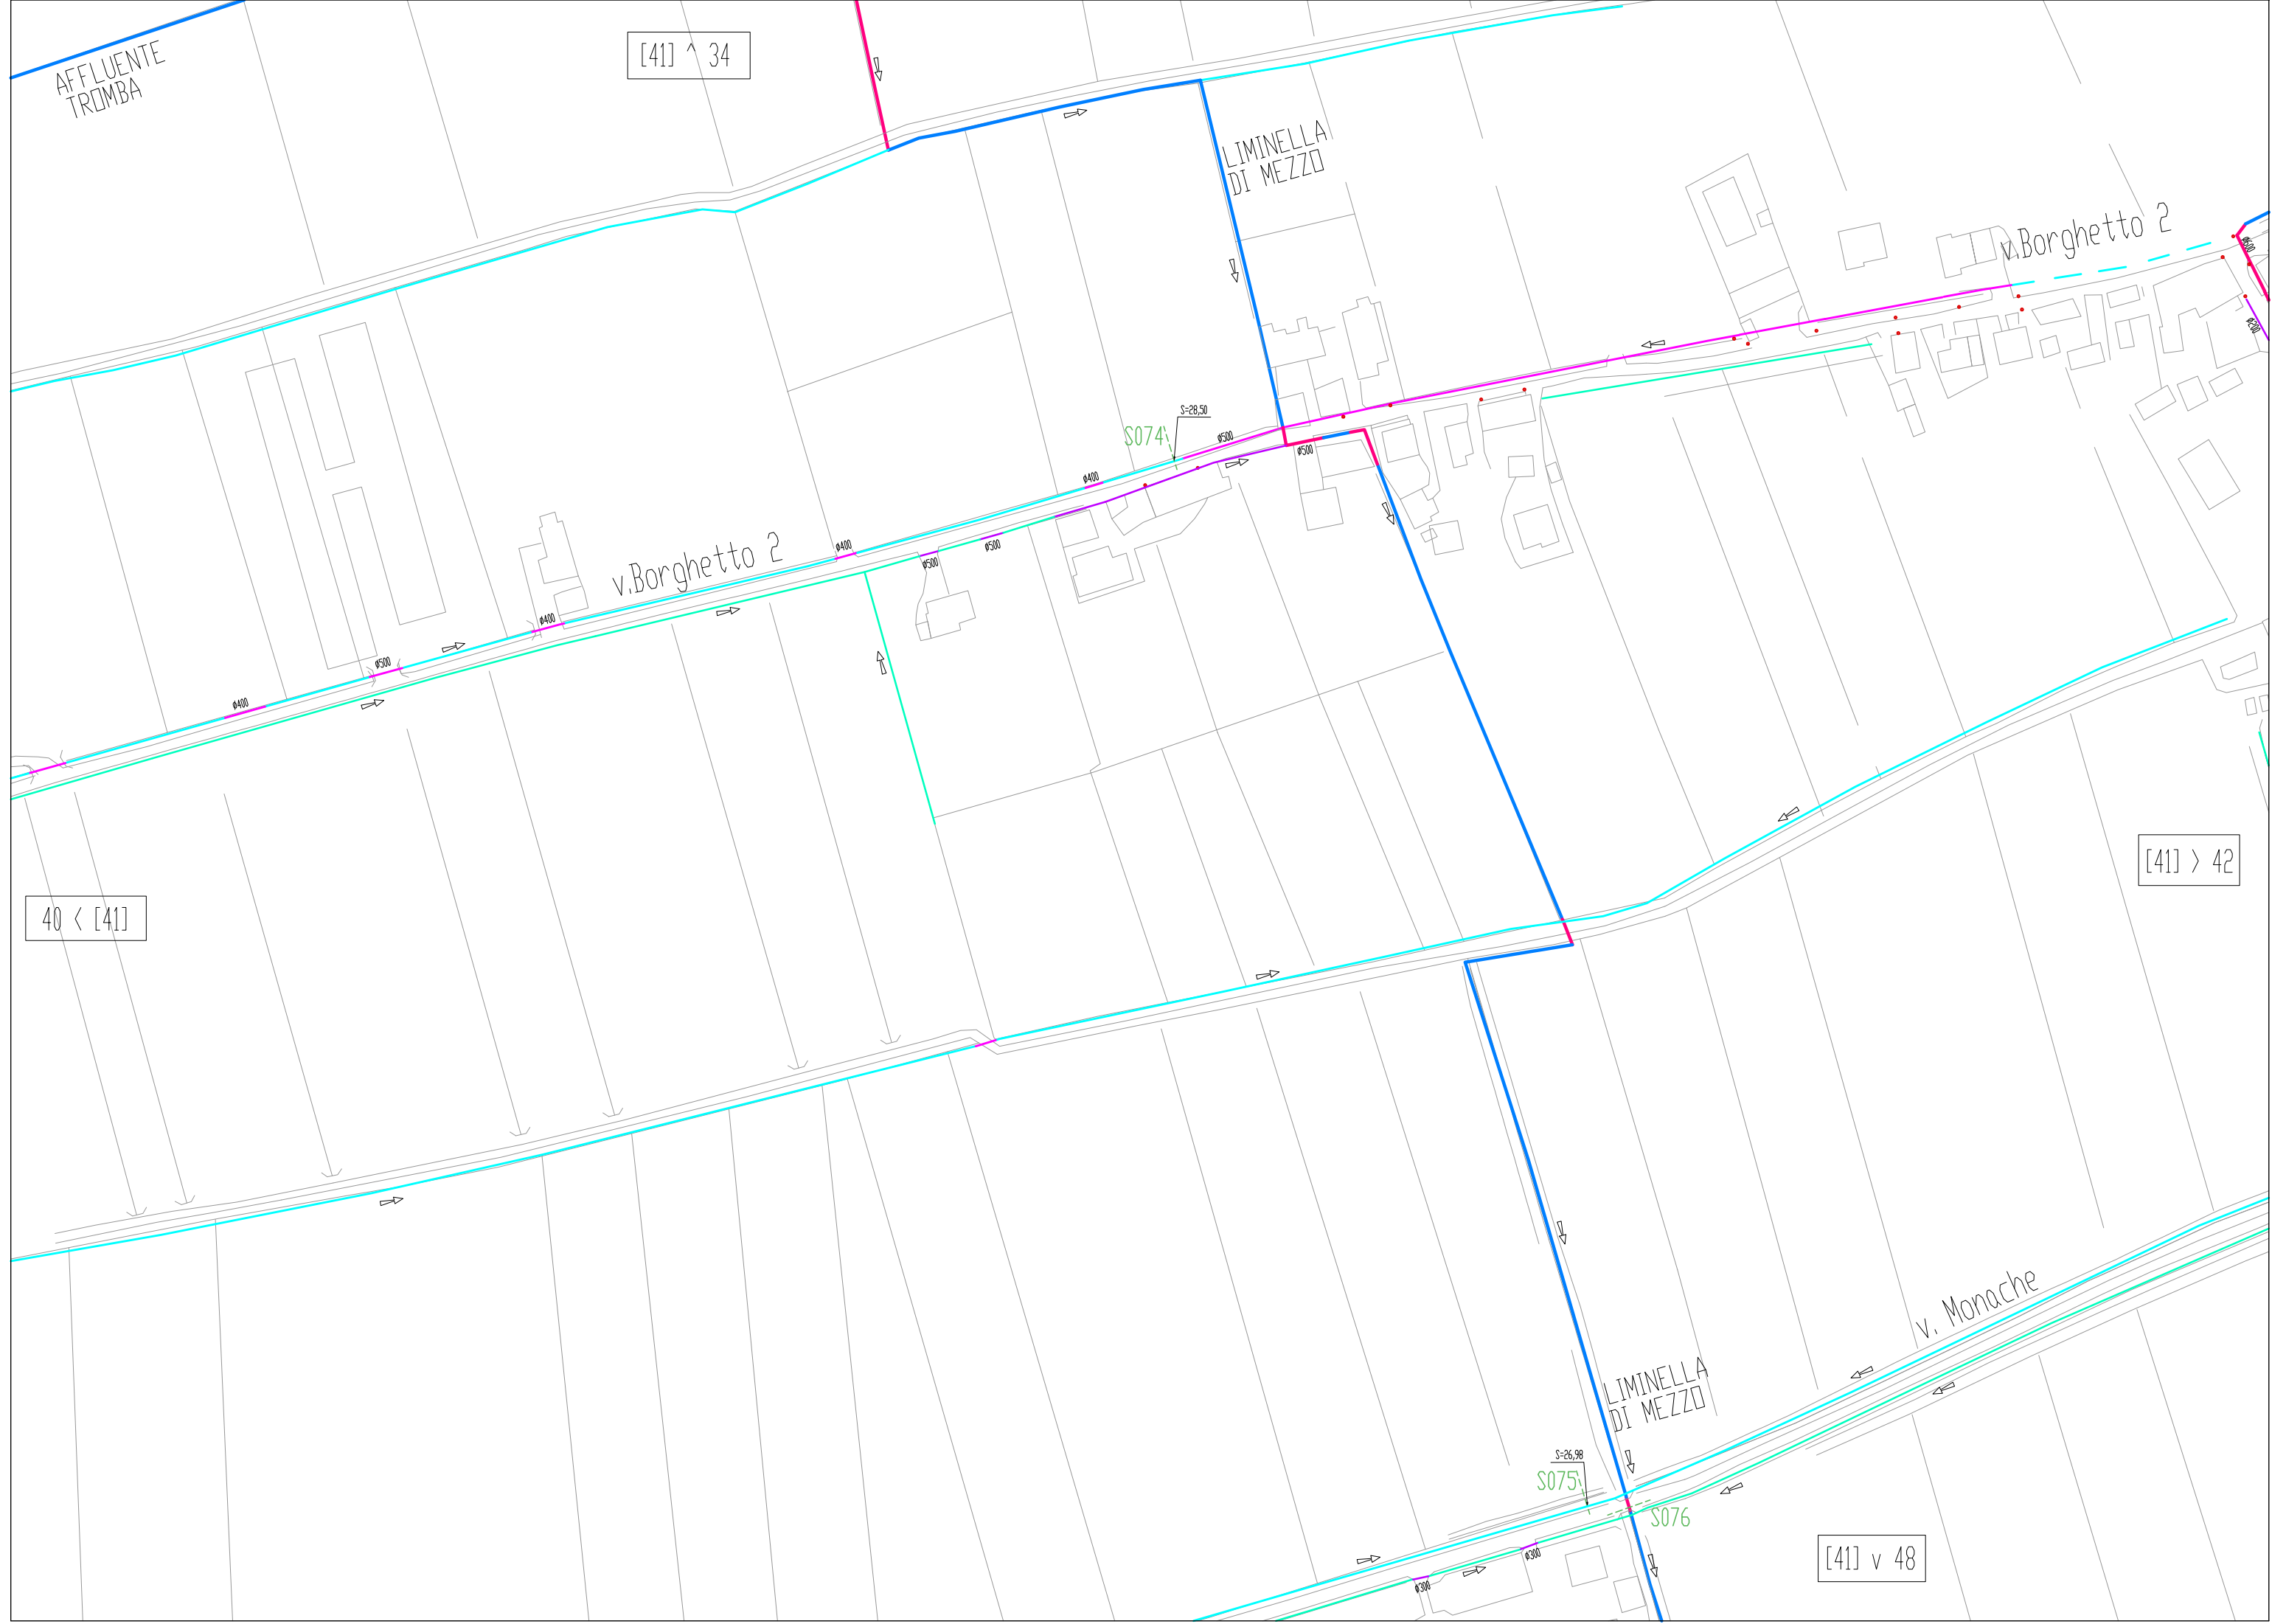 AFFLUENTE
TROMBA
[41] ^ 34
LIMINELLA
DI MEZZO
v.Borghetto 2
ø500
ø200
S=28,50
S074
ø500
ø500
ø400
ø400
ø500
ø500
v.Borghetto 2
ø400
ø500
ø400
[41] > 42
40 < [41]
v. Monache
LIMINELLA
DI MEZZO
S=26,98
S075
S076
ø300
ø300
[41] v 48